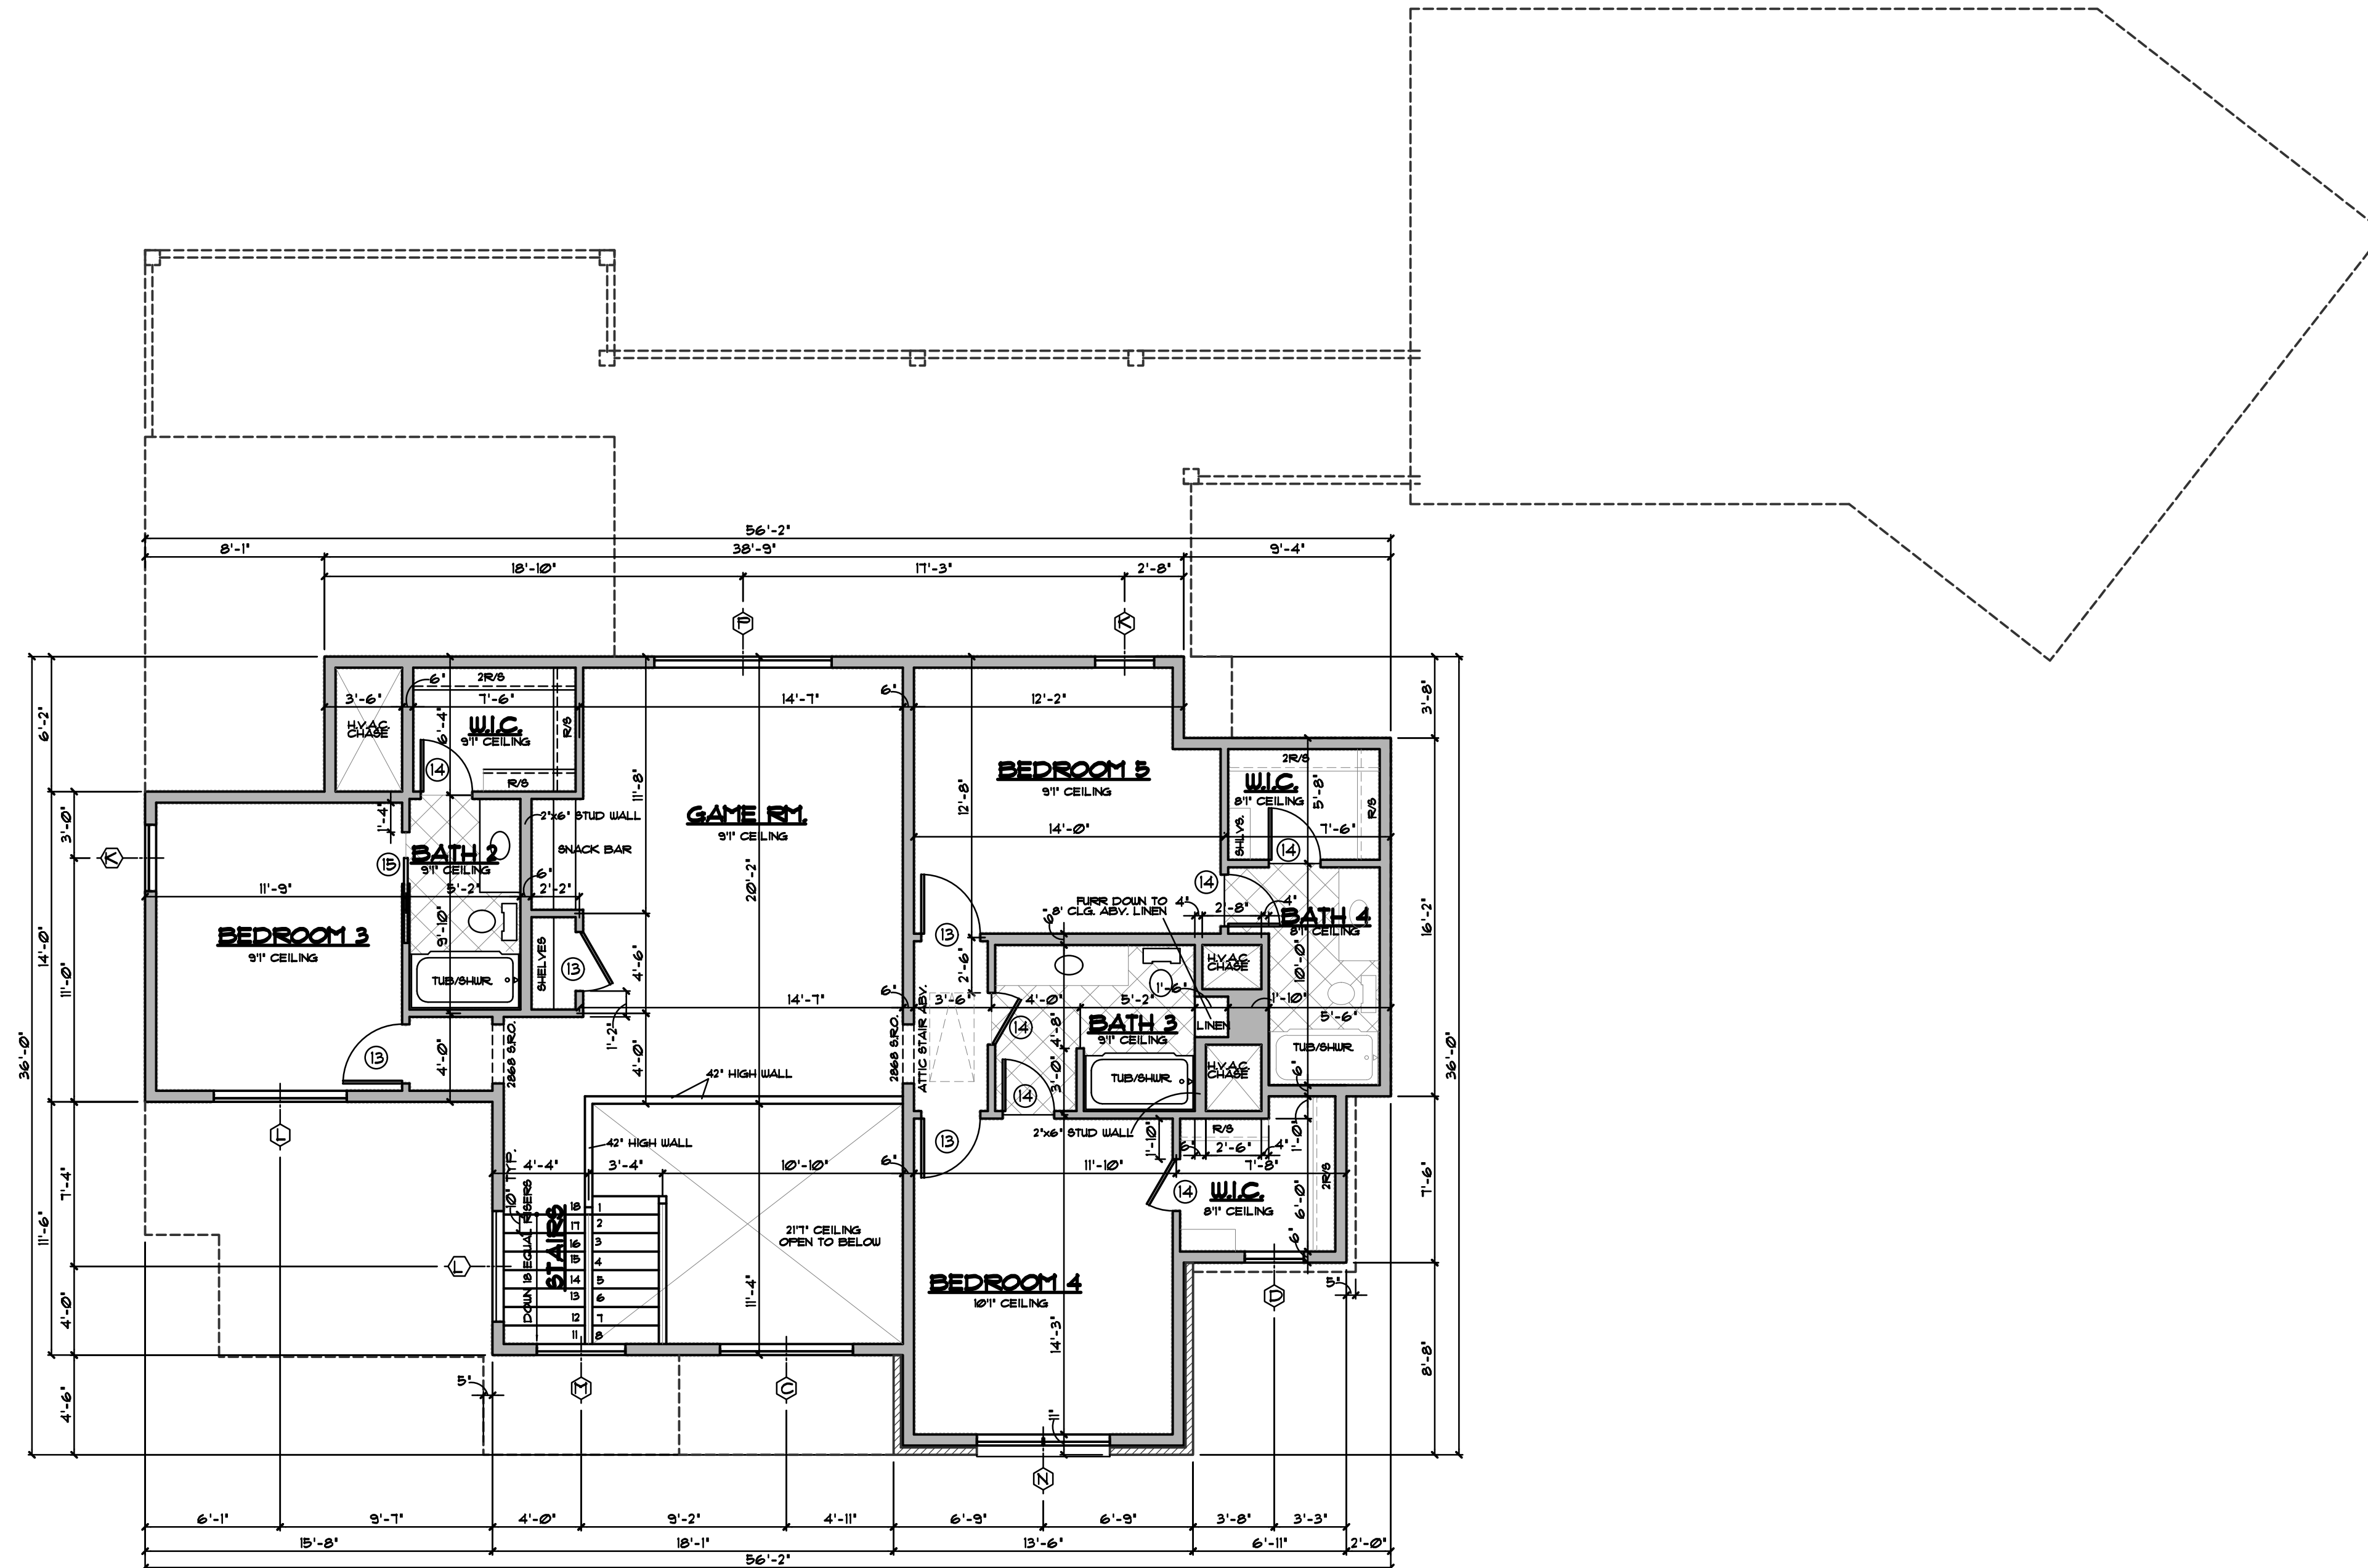 56'-2"
8'-1"
38'-9"
9'-4"
18'-10"
17'-3"
2'-8"
P
K
36'-0"
6'-2"
14'-0"
3'-0"
11'-0"
K
11'-6"
7'-4"
4'-0"
4'-6"
3'-6"
6"
H.V.A.C.
CHASE
2R/S
7'-6"
6'-4"
W.I.C.
9'1" CEILING
R/S
R/S
14
1'-4"
15
BATH 2
9'1" CEILING
5'-2"
9'-10"
TUB/SHWR.
11'-9"
BEDROOM 3
9'1" CEILING
13
4'-0"
2868 S.R.O.
2"x6" STUD WALL
SNACK BAR
6"
2'-2"
SHELVES
13
14'-7"
6"
11'-8"
GAME RM.
9'1" CEILING
20'-2"
4'-6"
14'-7"
6"
1'-2"
4'-0"
42" HIGH WALL
2868 S.R.O.
ATTIC STAIR ABV.
12'-2"
12'-8"
BEDROOM 5
9'1" CEILING
14'-0"
13
2'-6"
3'-6"
FURR DOWN TO
8' CLG. ABV. LINEN
6"
4"
2'-8"
4"
14
2R/S
W.I.C.
8'1" CEILING
5'-8"
R/S
SHLVS.
7'-6"
14
BATH 4
8'1" CEILING
10'-0"
H.V.A.C.
CHASE
1'-6"
1'-10"
5'-6"
LINEN
TUB/SHWR.
6"
4'-0"
5'-2"
14
4'-8"
BATH 3
9'1" CEILING
3'-0"
14
TUB/SHWR.
H.V.A.C.
CHASE
2"x6" STUD WALL
13
6"
11'-10"
1'-10"
R/S
6"
2'-6"
4"
1'-0"
7'-8"
14
W.I.C.
8'1" CEILING
6'-0"
2R/S
6"
42" HIGH WALL
4'-4"
3'-4"
10'-10"
10" TYP.
DOWN 18 EQUAL RISERS
STAIRS
18
17
16
15
14
13
12
11
1
2
3
4
5
6
7
8
21'7" CEILING
OPEN TO BELOW
11'-4"
BEDROOM 4
10'1" CEILING
14'-3"
11"
L
L
M
C
N
D
5"
5"
3'-8"
16'-2"
36'-0"
7'-6"
8'-8"
6'-1"
9'-7"
4'-0"
9'-2"
4'-11"
6'-9"
6'-9"
3'-8"
3'-3"
15'-8"
18'-1"
13'-6"
6'-11"
2'-0"
56'-2"